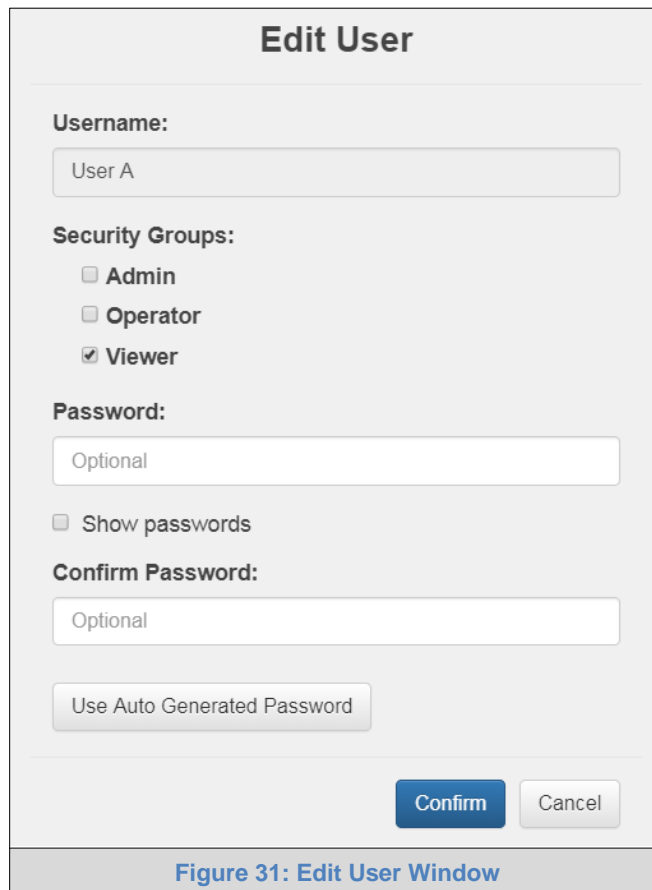 Edit User
Username:
User A
Security Groups:
Admin
Operator
Viewer
Password:
Optional
Show passwords
Confirm Password:
Optional
Use Auto Generated Password
Confirm Cancel
Figure 31: Edit User Window